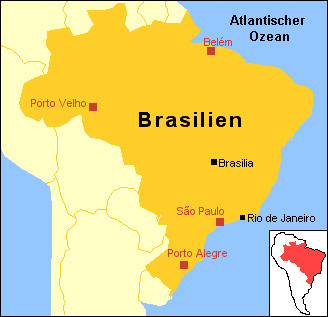 Atlantischer
Ozean
Belém
Porto Velho
Brasilien
Brasilia
São Paulo
Rio de Janeiro
Porto Alegre